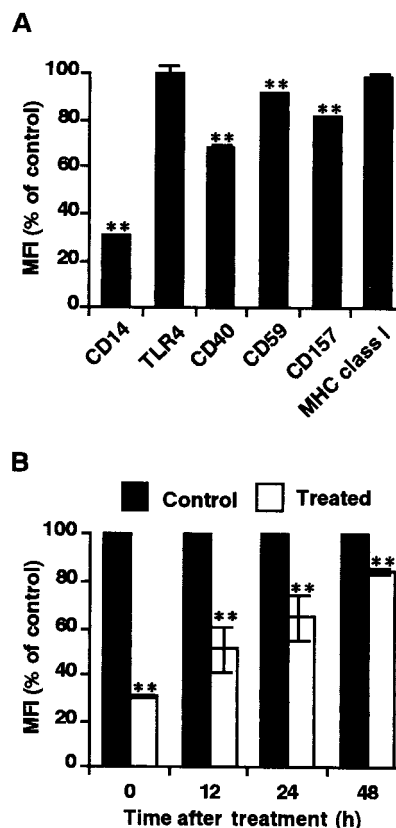 A
MFI (% of control)
100
80
60
40
20
0
**
**
**
**
CD14
TLR4
CD40
CD59
CD157
MHC class I
B
Control
Treated
MFI (% of control)
100
80
60
40
20
0
**
**
**
**
0 12 24 48
Time after treatment (h)